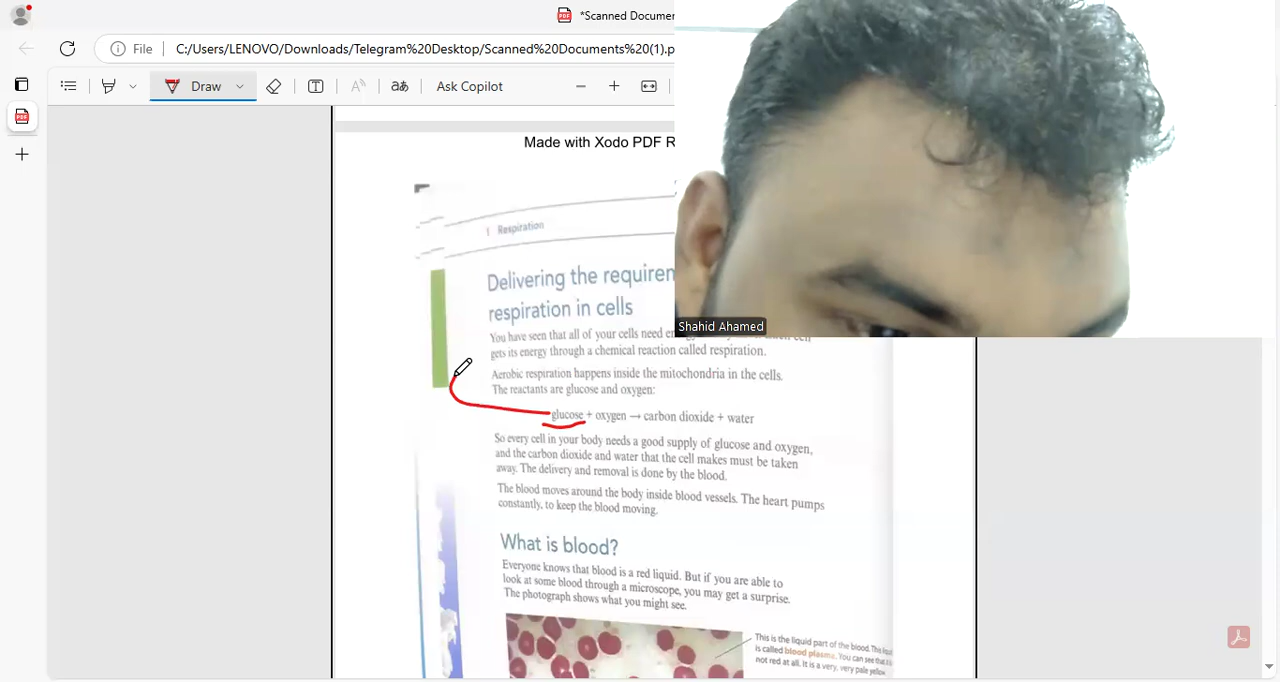 *Scanned Documen
File
C:/Users/LENOVO/Downloads/Telegram%20Desktop/Scanned%20Documents%20(1).p
Draw
aあ
Ask Copilot
Made with Xodo PDF R
1 Respiration
Delivering the requirem
respiration in cells
You have seen that all of your cells need
gets its energy through a chemical reaction called respiration.
Aerobic respiration happens inside the mitochondria in the cells.
The reactants are glucose and oxygen:
glucose + oxygen → carbon dioxide + water
So every cell in your body needs a good supply of glucose and oxygen,
and the carbon dioxide and water that the cell makes must be taken
away. The delivery and removal is done by the blood.
The blood moves around the body inside blood vessels. The heart pumps
constantly, to keep the blood moving.
What is blood?
Everyone knows that blood is a red liquid. But if you are able to
look at some blood through a microscope, you may get a surprise.
The photograph shows what you might see.
This is the liquid part of the blood. The
is called blood plasma. You can see that
not red at all. It is a very, very pale yellow
Shahid Ahamed